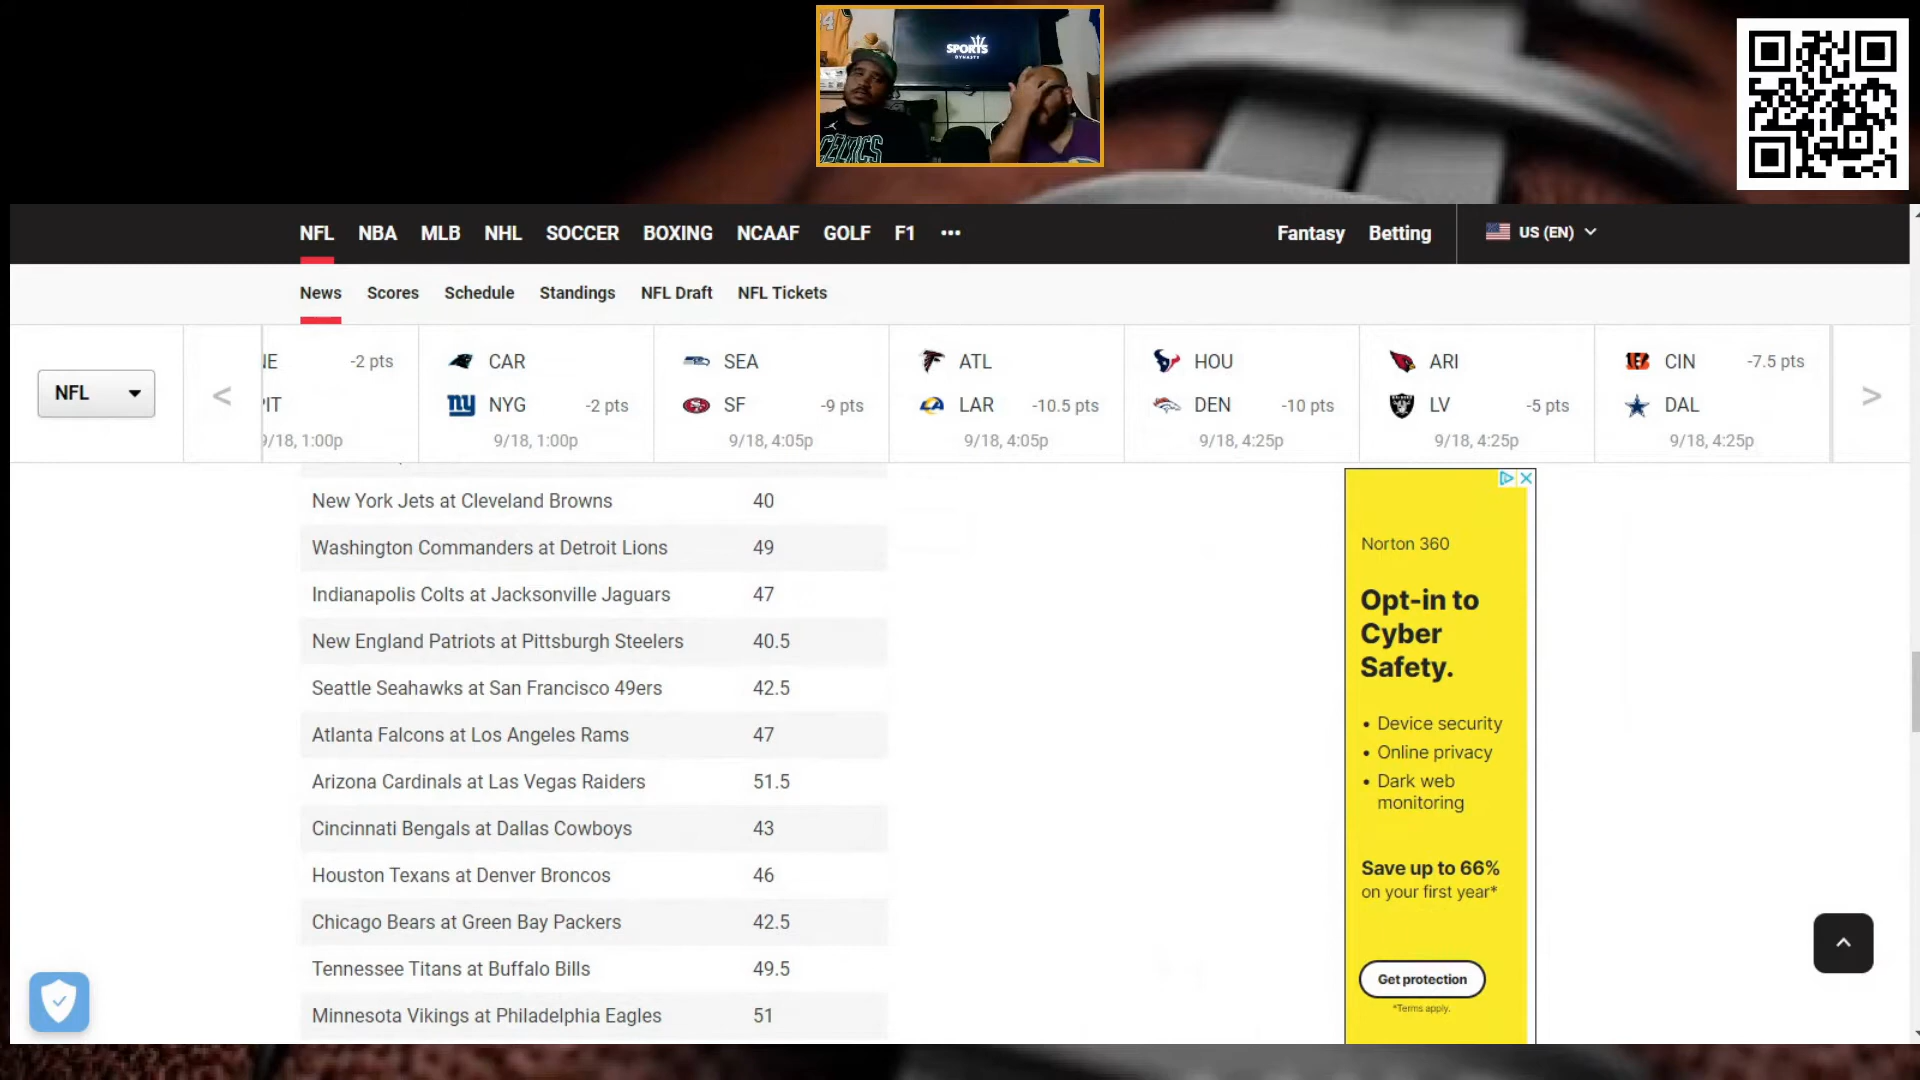 SPORTS
DYNASTY
CELTICS
NFL NBA MLB NHL SOCCER BOXING NCAAF GOLF F1 ••• Fantasy Betting US (EN)
News Scores Schedule Standings NFL Draft NFL Tickets
NFL
< >
NE -2 pts
PIT
9/18, 1:00p
CAR
NYG -2 pts
9/18, 1:00p
SEA
SF -9 pts
9/18, 4:05p
ATL
LAR -10.5 pts
9/18, 4:05p
HOU
DEN -10 pts
9/18, 4:25p
ARI
LV -5 pts
9/18, 4:25p
CIN -7.5 pts
DAL
9/18, 4:25p
New York Jets at Cleveland Browns 40
Washington Commanders at Detroit Lions 49
Indianapolis Colts at Jacksonville Jaguars 47
New England Patriots at Pittsburgh Steelers 40.5
Seattle Seahawks at San Francisco 49ers 42.5
Atlanta Falcons at Los Angeles Rams 47
Arizona Cardinals at Las Vegas Raiders 51.5
Cincinnati Bengals at Dallas Cowboys 43
Houston Texans at Denver Broncos 46
Chicago Bears at Green Bay Packers 42.5
Tennessee Titans at Buffalo Bills 49.5
Minnesota Vikings at Philadelphia Eagles 51
Norton 360
Opt-in to
Cyber
Safety.
• Device security
• Online privacy
• Dark web
monitoring
Save up to 66%
on your first year*
Get protection
*Terms apply.